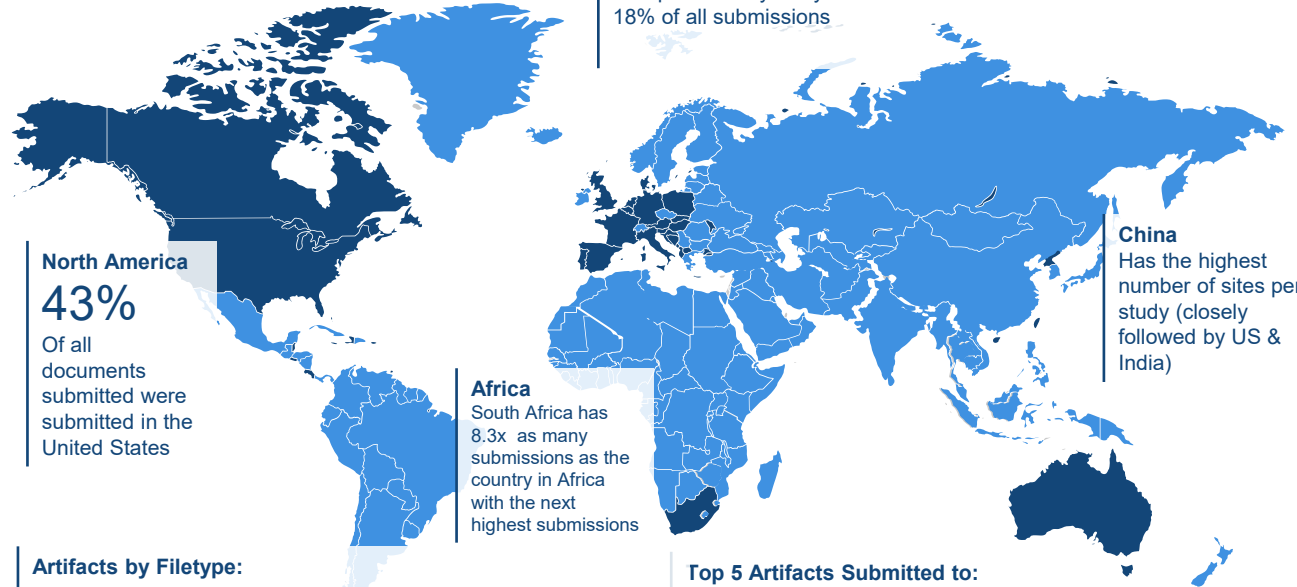 18% of all submissions
North America
43%
Of all
documents
submitted were
submitted in the
United States
Africa
South Africa has
8.3x as many
submissions as the
country in Africa
with the next
highest submissions
China
Has the highest
number of sites per
study (closely
followed by US &
India)
Artifacts by Filetype:
Top 5 Artifacts Submitted to: